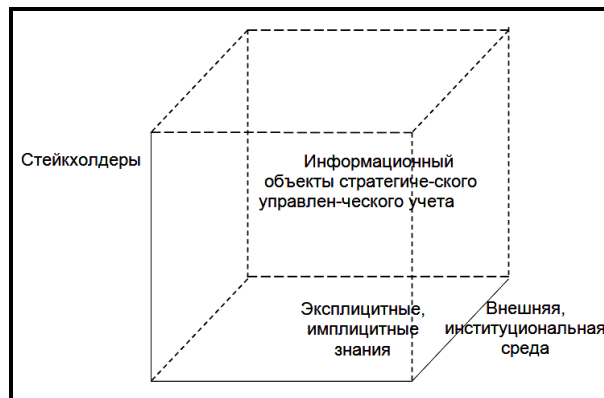 Стейкхолдеры
Информационный
объекты стратегиче-ского
управлен-ческого учета
Эксплицитные,
имплицитные
знания
Внешняя,
институциональная
среда